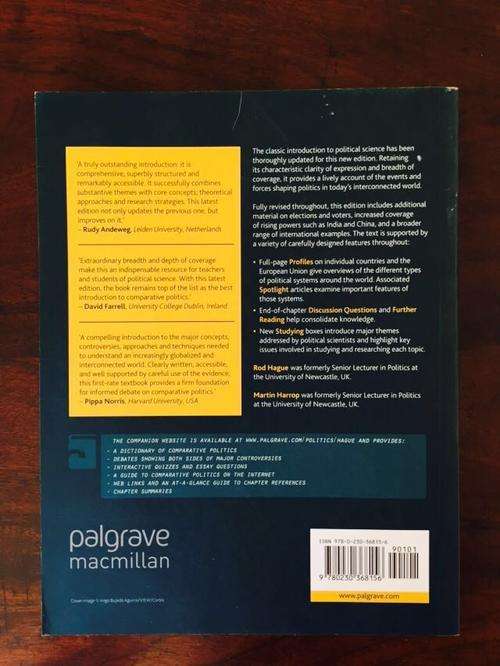 'A truly outstanding introduction: it is
comprehensive, superbly structured and
remarkably accessible. It successfully combines
substantive themes with core concepts, theoretical
approaches and research strategies. This latest
edition not only updates the previous one, but
improves on it.'
– Rudy Andeweg, Leiden University, Netherlands
'Extraordinary breadth and depth of coverage
make this an indispensable resource for teachers
and students of political science. With this latest
edition, the book remains top of the list as the best
introduction to comparative politics.'
– David Farrell, University College Dublin, Ireland
'A compelling introduction to the major concepts,
controversies, approaches and techniques needed
to understand an increasingly globalized and
interconnected world. Clearly written, accessible,
and well supported by careful use of the evidence;
this first-rate textbook provides a firm foundation
for informed debate on comparative politics.'
– Pippa Norris, Harvard University, USA
The classic introduction to political science has been
thoroughly updated for this new edition. Retaining
its characteristic clarity of expression and breadth of
coverage, it provides a lively account of the events and
forces shaping politics in today's interconnected world.
Fully revised throughout, this edition includes additional
material on elections and voters, increased coverage
of rising powers such as India and China, and a broader
range of international examples. The text is supported by
a variety of carefully designed features throughout:
• Full-page Profiles on individual countries and the
European Union give overviews of the different types
of political systems around the world. Associated
Spotlight articles examine important features of
those systems.
• End-of-chapter Discussion Questions and Further
Reading help consolidate knowledge.
• New Studying boxes introduce major themes
addressed by political scientists and highlight key
issues involved in studying and researching each topic.
Rod Hague was formerly Senior Lecturer in Politics at
the University of Newcastle, UK.
Martin Harrop was formerly Senior Lecturer in Politics
at the University of Newcastle, UK.
THE COMPANION WEBSITE IS AVAILABLE AT WWW.PALGRAVE.COM/POLITICS/HAGUE AND PROVIDES:
• A DICTIONARY OF COMPARATIVE POLITICS
• DEBATES SHOWING BOTH SIDES OF MAJOR CONTROVERSIES
• INTERACTIVE QUIZZES AND ESSAY QUESTIONS
• A GUIDE TO COMPARATIVE POLITICS ON THE INTERNET
• WEB LINKS AND AN AT-A-GLANCE GUIDE TO CHAPTER REFERENCES
• CHAPTER SUMMARIES
palgrave
macmillan
ISBN 978-0-230-36815-6
90101
9 780230 368156
www.palgrave.com
Cover image ©